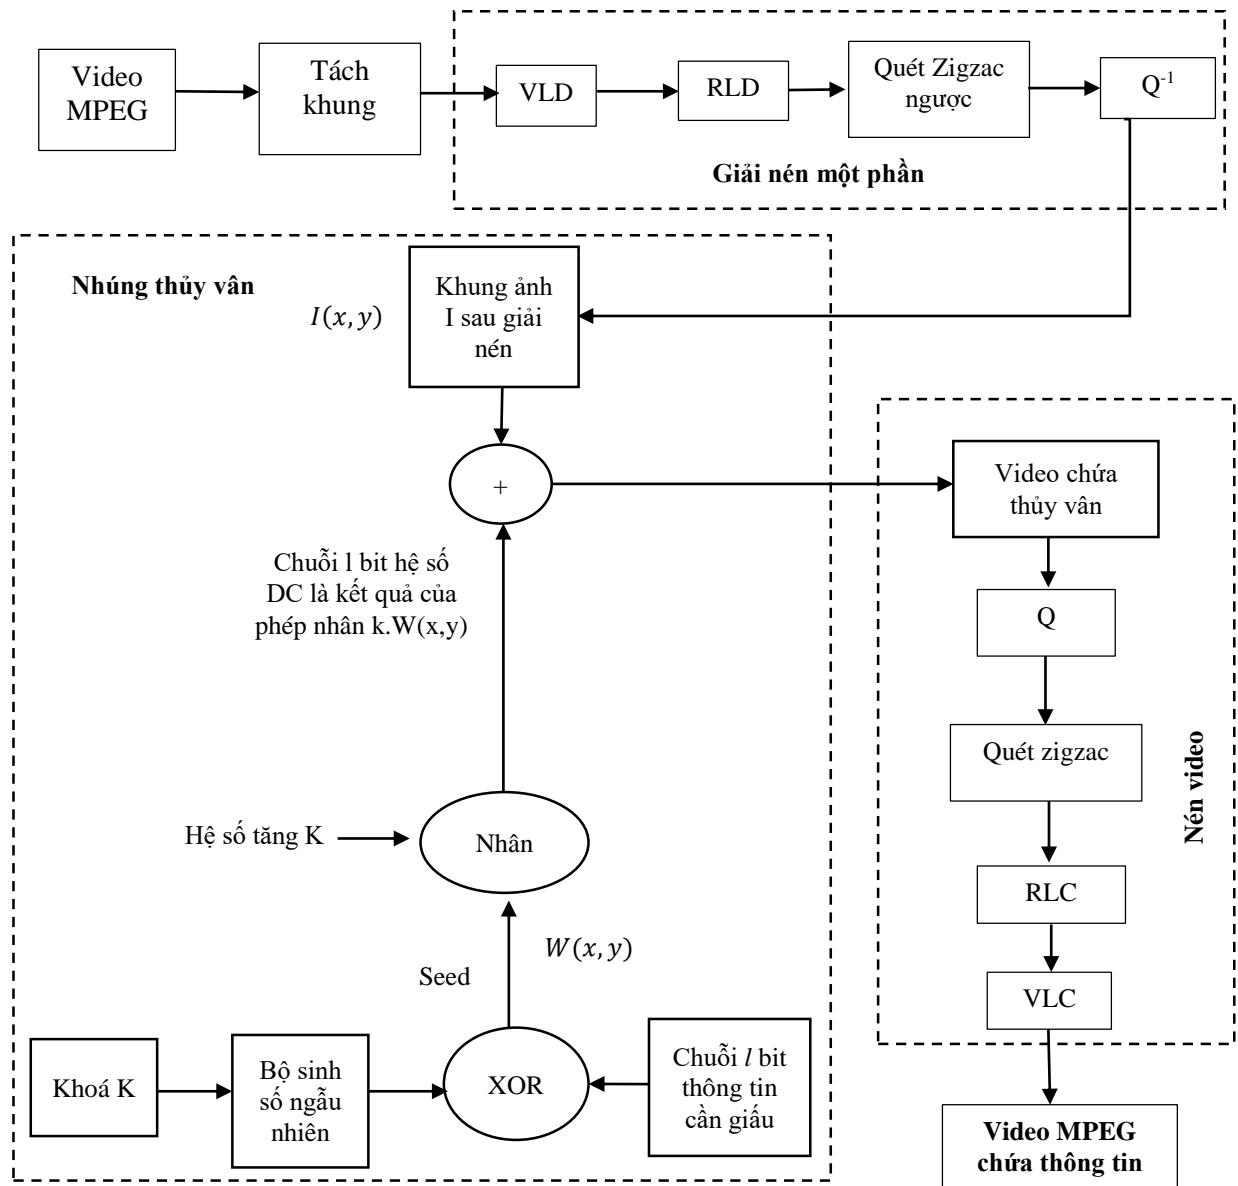 Video
MPEG
Tách
khung
VLD
RLD
Quét Zigzac
ngược
Q⁻¹
Giải nén một phần
Nhúng thủy vân
I(x, y)
Khung ảnh
I sau giải
nén
+
Video chứa
thủy vân
Chuỗi l bit hệ số
DC là kết quả của
phép nhân k.W(x,y)
Q
Quét zigzac
Nén video
Hệ số tăng K
Nhân
RLC
W(x, y)
Seed
VLC
Khoá K
Bộ sinh
số ngẫu
nhiên
XOR
Chuỗi l bit
thông tin
cần giấu
Video MPEG
chứa thông tin